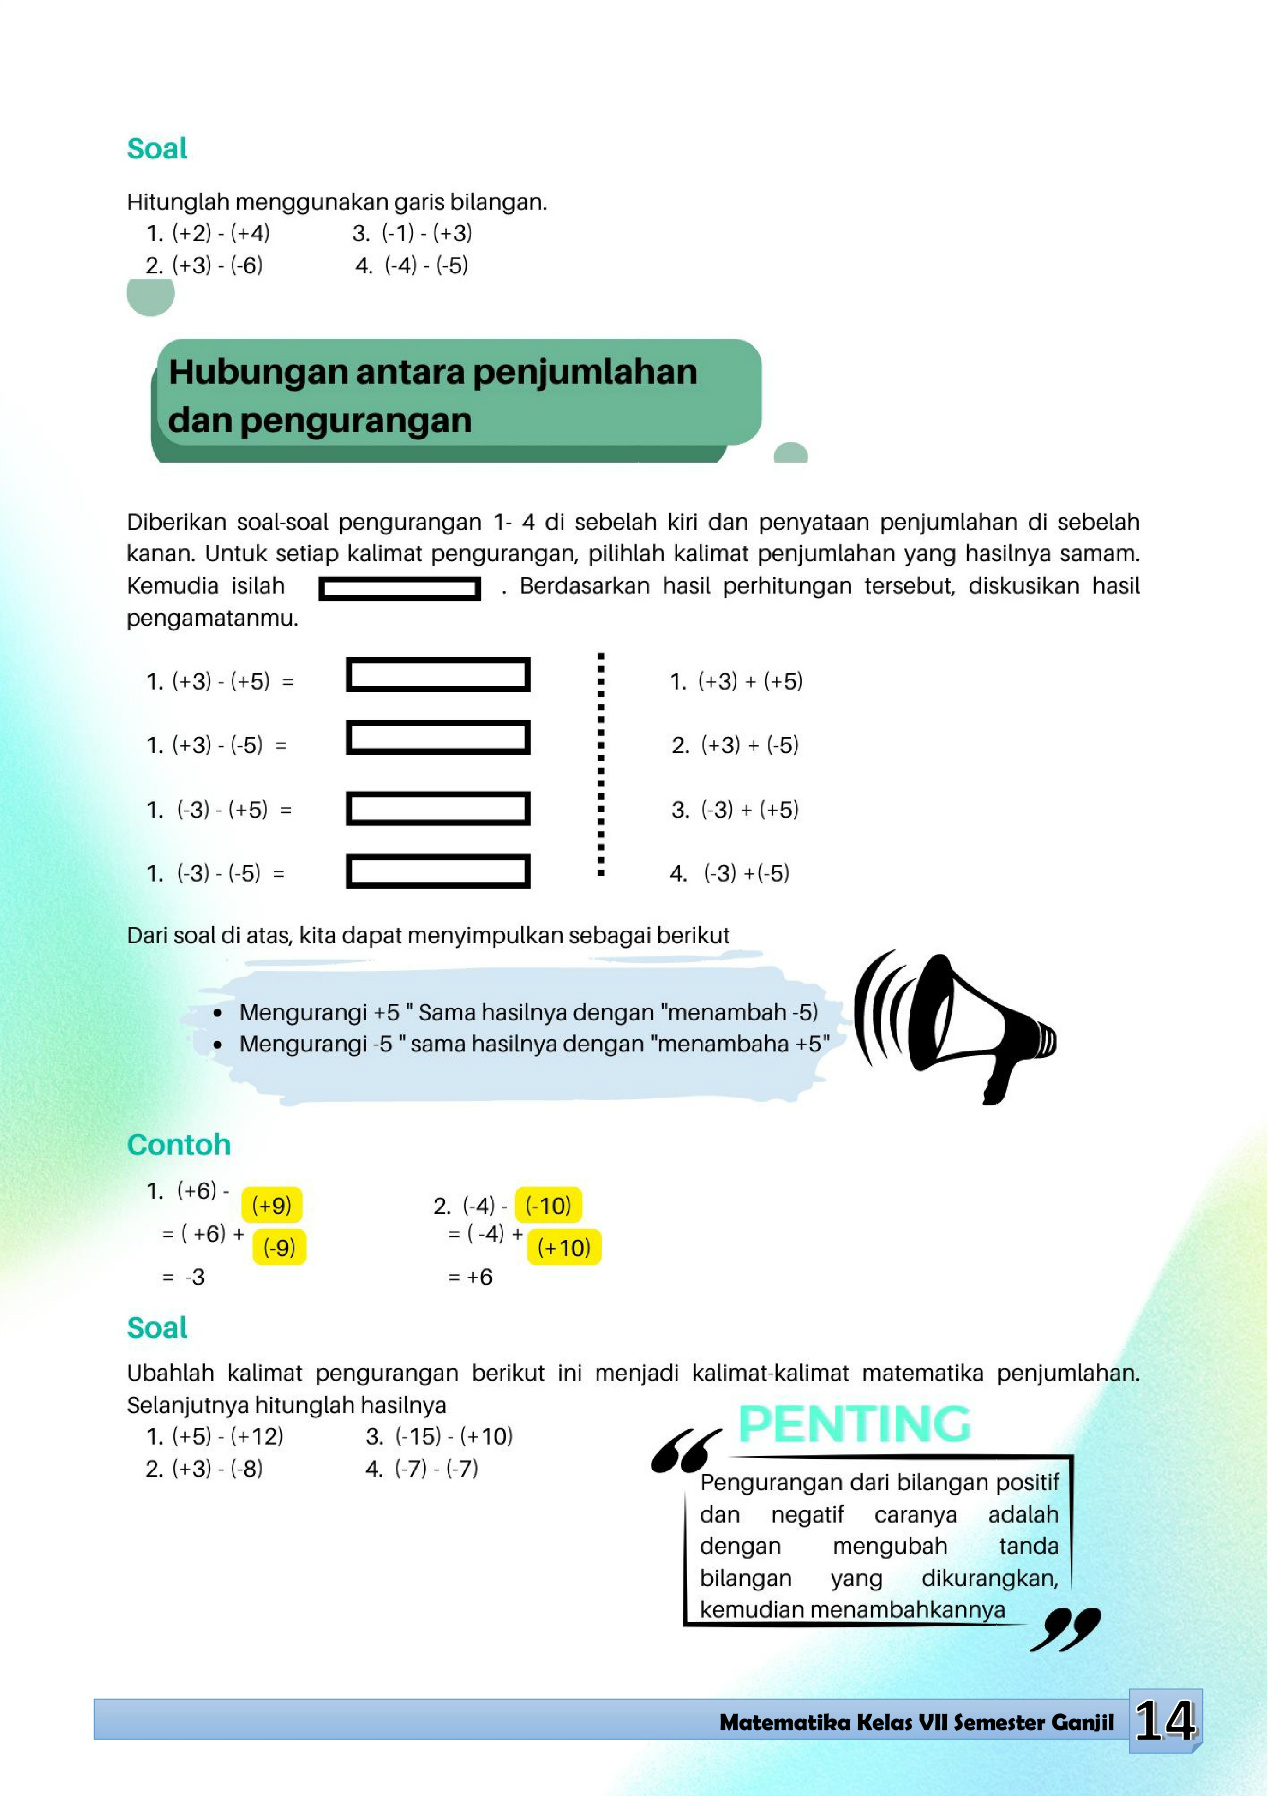 Soal
Hitunglah menggunakan garis bilangan.
1. (+2) - (+4) 3. (-1) - (+3)
2. (+3) - (-6) 4. (-4) - (-5)
Hubungan antara penjumlahan
dan pengurangan
Diberikan soal-soal pengurangan 1- 4 di sebelah kiri dan penyataan penjumlahan di sebelah
kanan. Untuk setiap kalimat pengurangan, pilihlah kalimat penjumlahan yang hasilnya samam.
Kemudia isilah . Berdasarkan hasil perhitungan tersebut, diskusikan hasil
pengamatanmu.
1. (+3) - (+5) = 1. (+3) + (+5)
1. (+3) - (-5) = 2. (+3) + (-5)
1. (-3) - (+5) = 3. (-3) + (+5)
1. (-3) - (-5) = 4. (-3) +(-5)
Dari soal di atas, kita dapat menyimpulkan sebagai berikut
• Mengurangi +5 " Sama hasilnya dengan "menambah -5)
• Mengurangi -5 " sama hasilnya dengan "menambaha +5"
Contoh
1. (+6) - (+9) 2. (-4) - (-10)
= ( +6) + (-9) = ( -4) + (+10)
= -3 = +6
Soal
Ubahlah kalimat pengurangan berikut ini menjadi kalimat-kalimat matematika penjumlahan.
Selanjutnya hitunglah hasilnya
1. (+5) - (+12) 3. (-15) - (+10)
2. (+3) - (-8) 4. (-7) - (-7)
PENTING
Pengurangan dari bilangan positif
dan negatif caranya adalah
dengan mengubah tanda
bilangan yang dikurangkan,
kemudian menambahkannya
Matematika Kelas VII Semester Ganjil 14